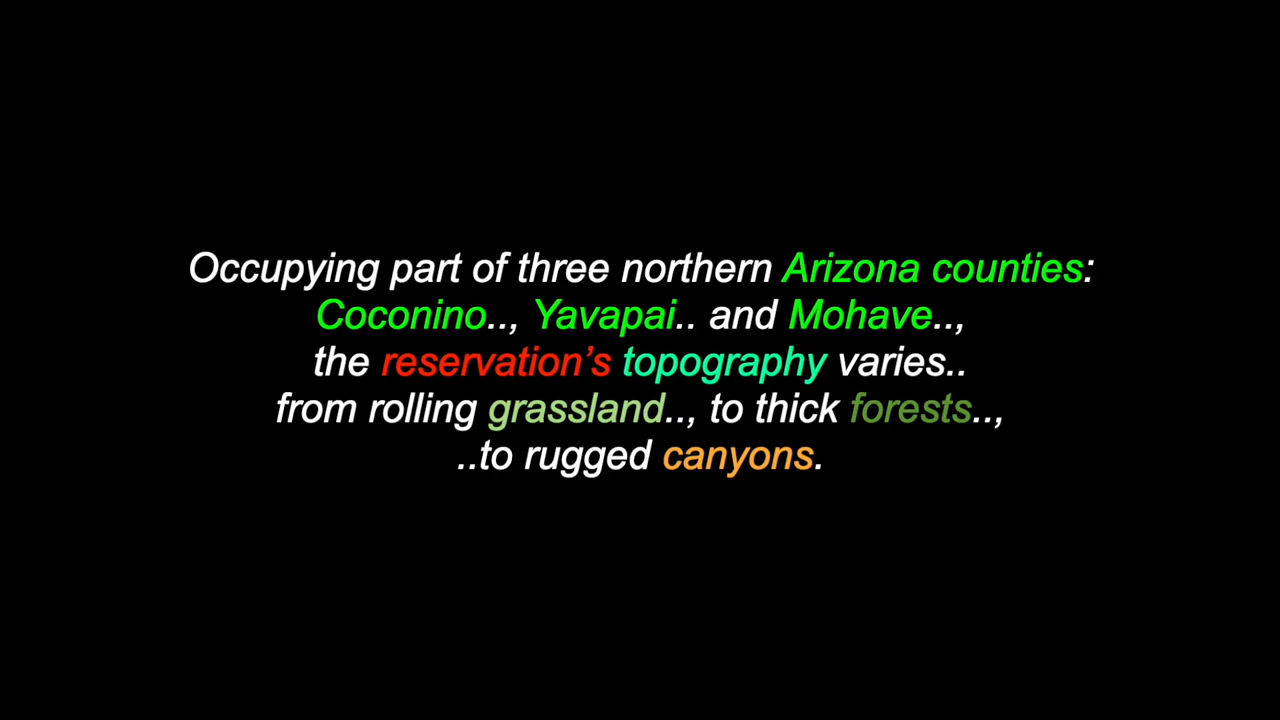 Occupying part of three northern Arizona counties:
Coconino.., Yavapai.. and Mohave..,
the reservation’s topography varies..
from rolling grassland.., to thick forests..,
..to rugged canyons.